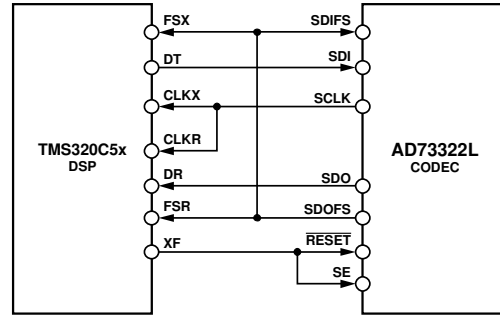 FSX SDIFS
DT SDI
CLKX SCLK
CLKR
TMS320C5x
DSP
AD73322L
CODEC
DR SDO
FSR SDOFS
XF RESET
SE